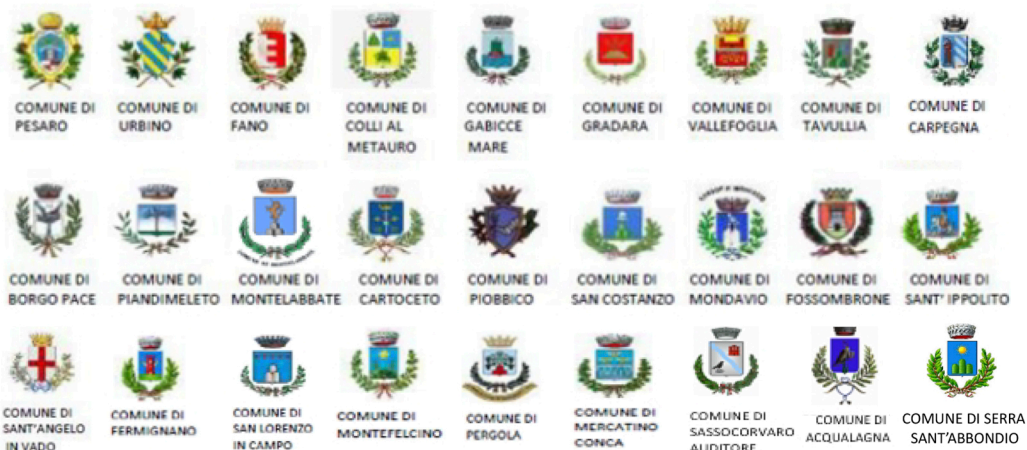 COMUNE DI
PESARO
COMUNE DI
URBINO
COMUNE DI
FANO
COMUNE DI
COLLI AL
METAURO
COMUNE DI
GABICCE
MARE
COMUNE DI
GRADARA
COMUNE DI
VALLEFOGLIA
COMUNE DI
TAVULLIA
COMUNE DI
CARPEGNA
COMUNE DI
BORGO PACE
COMUNE DI
PIANDIMELETO
COMUNE DI MONTELABBATE
COMUNE DI
MONTELABBATE
COMUNE DI
CARTOCETO
COMUNE DI
PIOBBICO
COMUNE DI
SAN COSTANZO
COMUNE DI
MONDAVIO
COMUNE DI
FOSSOMBRONE
COMUNE DI
SANT' IPPOLITO
COMUNE DI
SANT'ANGELO
IN VADO
COMUNE DI
FERMIGNANO
COMUNE DI
SAN LORENZO
IN CAMPO
COMUNE DI
MONTEFELCINO
COMUNE DI
PERGOLA
COMUNE DI
MERCATINO
CONCA
COMUNE DI
SASSOCORVARO
AUDITORE
COMUNE DI
ACQUALAGNA
COMUNE DI SERRA
SANT'ABBONDIO